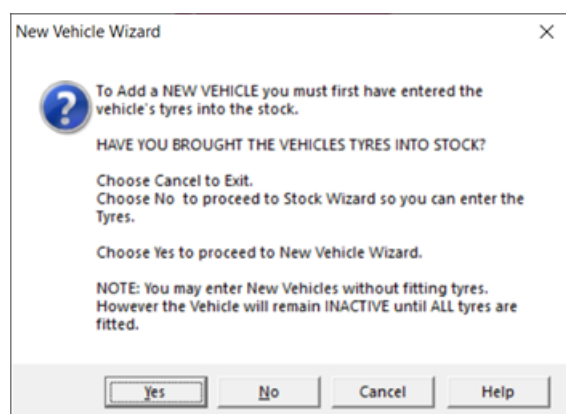 New Vehicle Wizard
To Add a NEW VEHICLE you must first have entered the
vehicle's tyres into the stock.
HAVE YOU BROUGHT THE VEHICLES TYRES INTO STOCK?
Choose Cancel to Exit.
Choose No to proceed to Stock Wizard so you can enter the
Tyres.
Choose Yes to proceed to New Vehicle Wizard.
NOTE: You may enter New Vehicles without fitting tyres.
However the Vehicle will remain INACTIVE until ALL tyres are
fitted.
Yes No Cancel Help